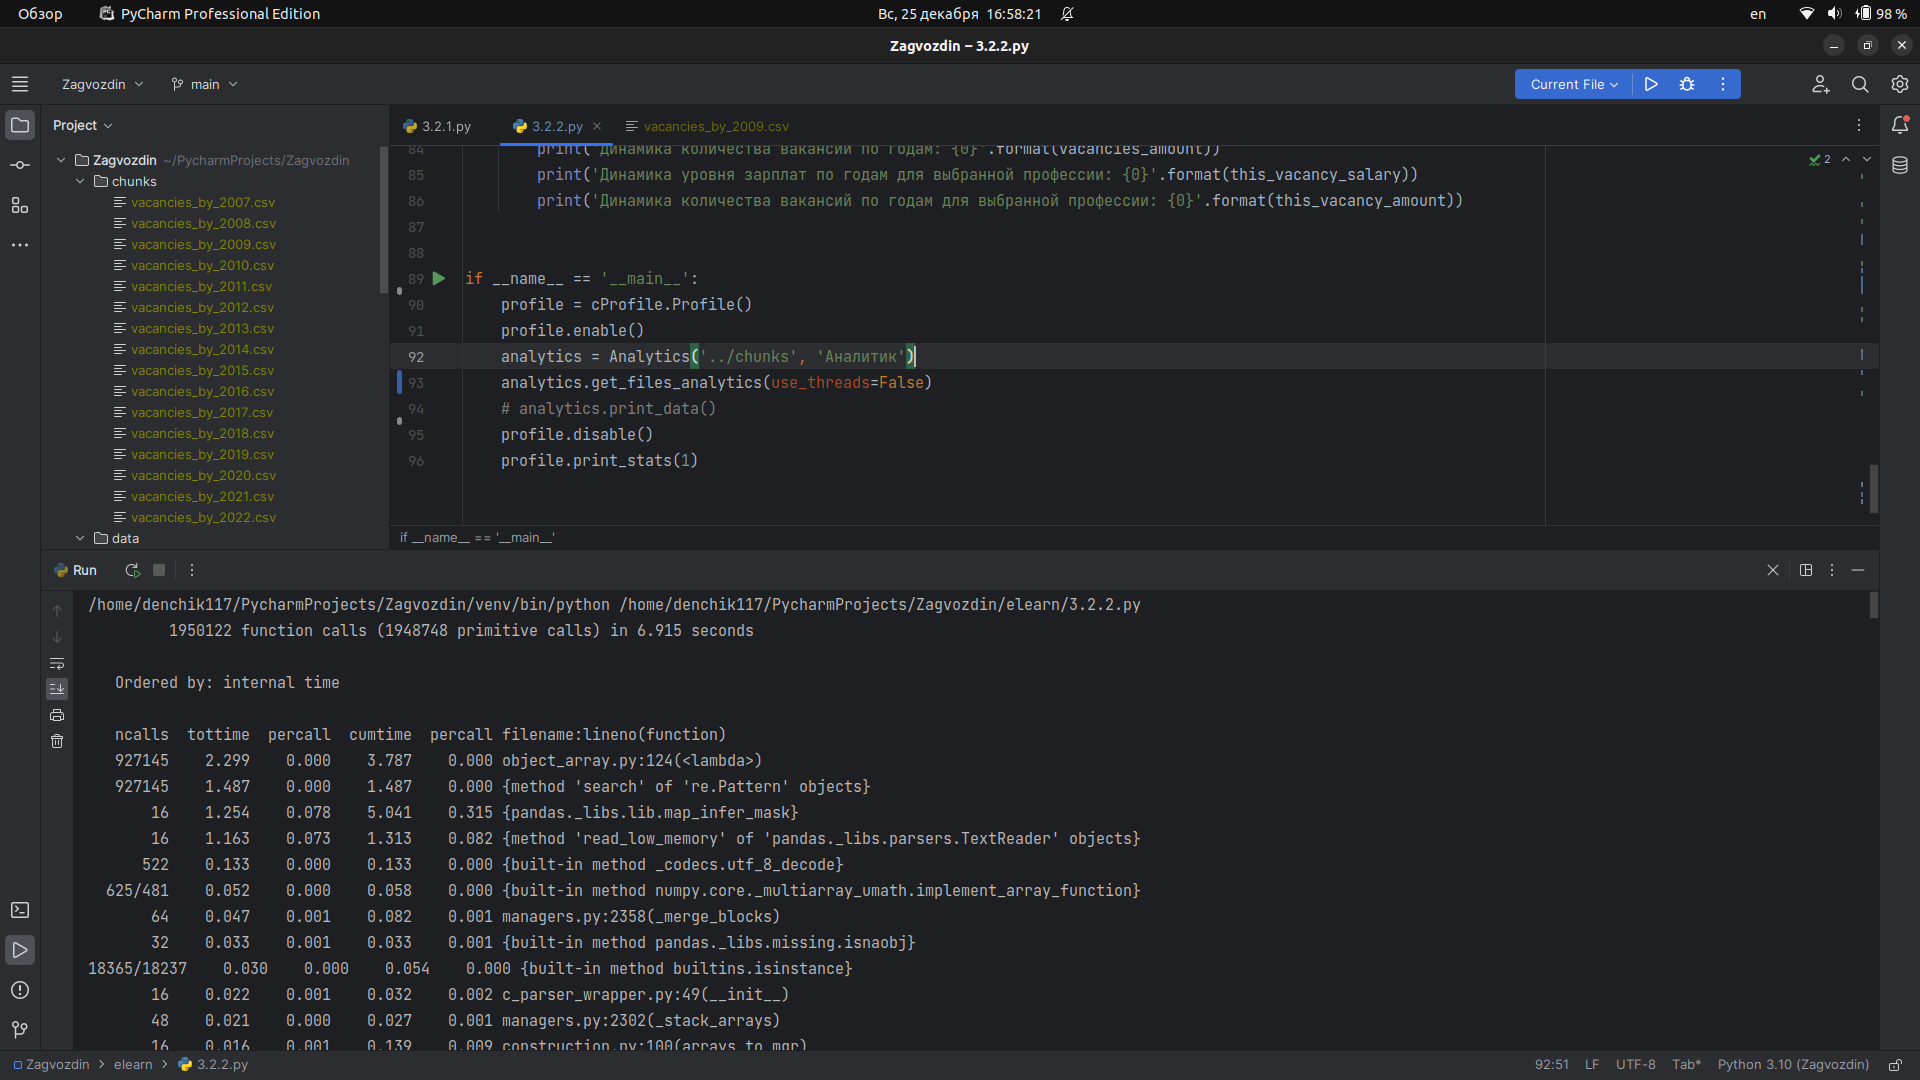 Обзор PyCharm Professional Edition Вс, 25 декабря 16:58:21 en 98 %
Zagvozdin – 3.2.2.py
Zagvozdin main Current File
Project
Zagvozdin ~/PycharmProjects/Zagvozdin
chunks
vacancies_by_2007.csv
vacancies_by_2008.csv
vacancies_by_2009.csv
vacancies_by_2010.csv
vacancies_by_2011.csv
vacancies_by_2012.csv
vacancies_by_2013.csv
vacancies_by_2014.csv
vacancies_by_2015.csv
vacancies_by_2016.csv
vacancies_by_2017.csv
vacancies_by_2018.csv
vacancies_by_2019.csv
vacancies_by_2020.csv
vacancies_by_2021.csv
vacancies_by_2022.csv
data
3.2.1.py 3.2.2.py vacancies_by_2009.csv
2
84 print('Динамика количества вакансий по годам: {0}'.format(vacancies_amount))
85 print('Динамика уровня зарплат по годам для выбранной профессии: {0}'.format(this_vacancy_salary))
86 print('Динамика количества вакансий по годам для выбранной профессии: {0}'.format(this_vacancy_amount))
87
88
89 if __name__ == '__main__':
90 profile = cProfile.Profile()
91 profile.enable()
92 analytics = Analytics('../chunks', 'Аналитик')
93 analytics.get_files_analytics(use_threads=False)
94 # analytics.print_data()
95 profile.disable()
96 profile.print_stats(1)
if __name__ == '__main__'
Run
/home/denchik117/PycharmProjects/Zagvozdin/venv/bin/python /home/denchik117/PycharmProjects/Zagvozdin/elearn/3.2.2.py
1950122 function calls (1948748 primitive calls) in 6.915 seconds
Ordered by: internal time
ncalls tottime percall cumtime percall filename:lineno(function)
927145 2.299 0.000 3.787 0.000 object_array.py:124(<lambda>)
927145 1.487 0.000 1.487 0.000 {method 'search' of 're.Pattern' objects}
16 1.254 0.078 5.041 0.315 {pandas._libs.lib.map_infer_mask}
16 1.163 0.073 1.313 0.082 {method 'read_low_memory' of 'pandas._libs.parsers.TextReader' objects}
522 0.133 0.000 0.133 0.000 {built-in method _codecs.utf_8_decode}
625/481 0.052 0.000 0.058 0.000 {built-in method numpy.core._multiarray_umath.implement_array_function}
64 0.047 0.001 0.082 0.001 managers.py:2358(_merge_blocks)
32 0.033 0.001 0.033 0.001 {built-in method pandas._libs.missing.isnaobj}
18365/18237 0.030 0.000 0.054 0.000 {built-in method builtins.isinstance}
16 0.022 0.001 0.032 0.002 c_parser_wrapper.py:49(__init__)
48 0.021 0.000 0.027 0.001 managers.py:2302(_stack_arrays)
16 0.016 0.001 0.139 0.009 construction.py:100(arrays_to_mgr)
Zagvozdin elearn 3.2.2.py 92:51 LF UTF-8 Tab* Python 3.10 (Zagvozdin)